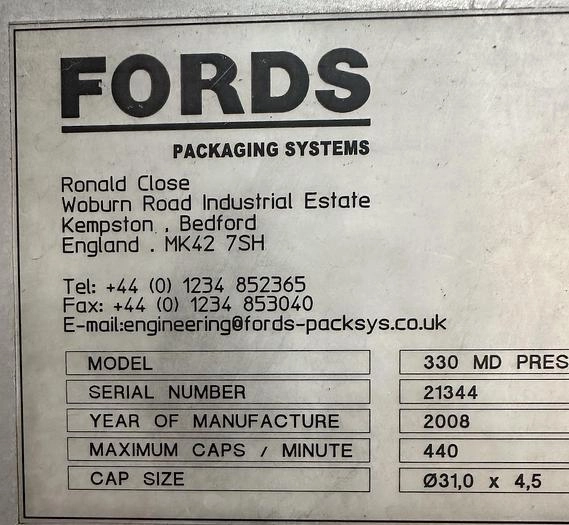 FORDS
PACKAGING SYSTEMS
Ronald Close
Woburn Road Industrial Estate
Kempston , Bedford
England . MK42 7SH
Tel: +44 (0) 1234 852365
Fax: +44 (0) 1234 853040
E-mail:engineering@fords-packsys.co.uk
MODEL 330 MD PRES
SERIAL NUMBER 21344
YEAR OF MANUFACTURE 2008
MAXIMUM CAPS / MINUTE 440
CAP SIZE Ø31,0 x 4,5